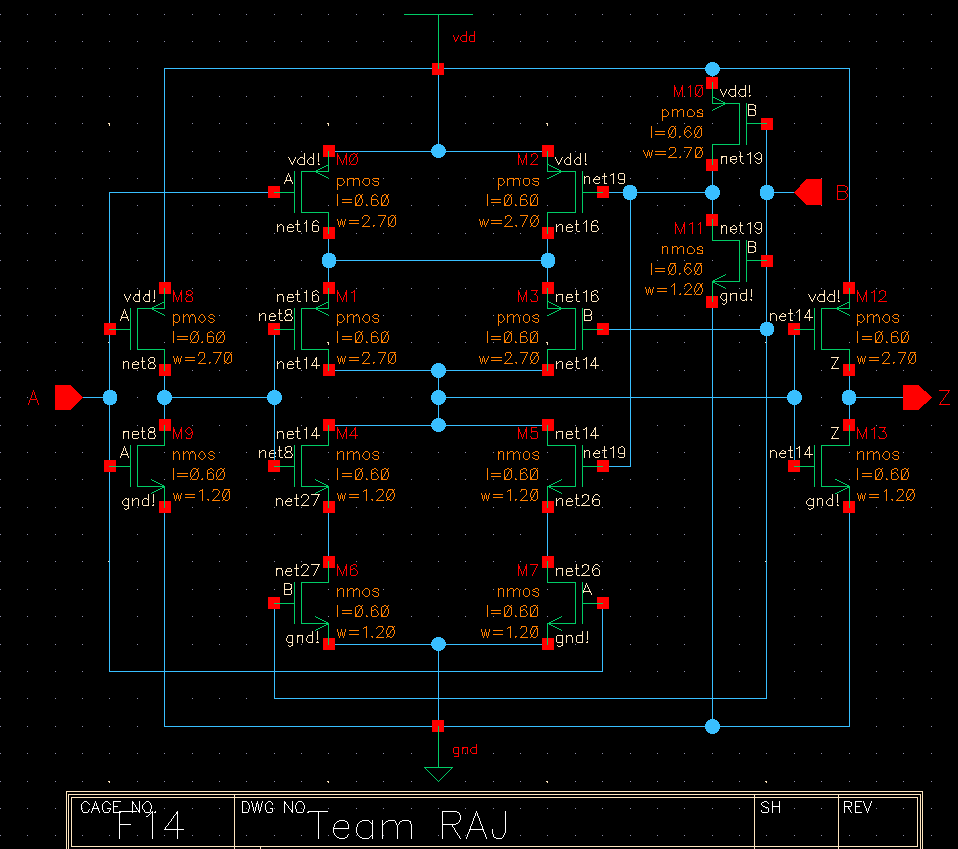 vdd
M10 vdd!
pmos B
l=0.60
w=2.70 net19
vdd! M0
A pmos
l=0.60
net16 w=2.70
M2 vdd!
pmos net19
l=0.60
w=2.70 net16
B
M11 net19
nmos B
l=0.60
w=1.20 gnd!
vdd! M8
A pmos
l=0.60
net8 w=2.70
net16 M1
net8 pmos
l=0.60
net14 w=2.70
M3 net16
pmos B
l=0.60
w=2.70 net14
vdd! M12
net14 pmos
l=0.60
Z w=2.70
A
Z
net8 M9
A nmos
l=0.60
gnd! w=1.20
net14 M4
net8 nmos
l=0.60
net27 w=1.20
M5 net14
nmos net19
l=0.60
w=1.20 net26
Z M13
net14 nmos
l=0.60
gnd! w=1.20
net27 M6
B nmos
l=0.60
gnd! w=1.20
M7 net26
nmos A
l=0.60
w=1.20 gnd!
gnd
CAGE NO. DWG NO. SH REV
F14 Team RAJ